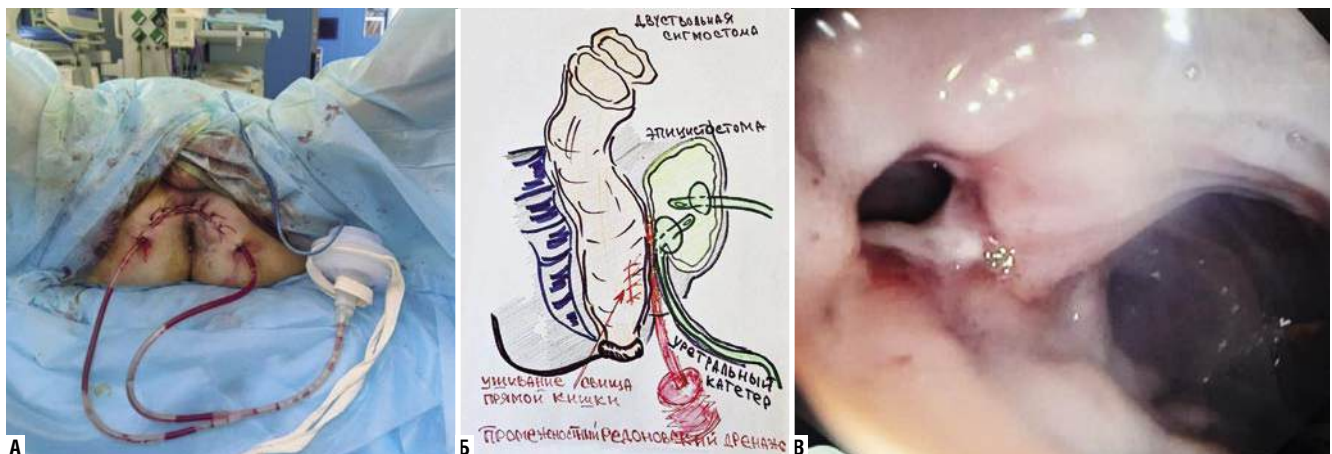 ДВУСТВОЛЬНАЯ
СИГМОСТОМА
ЭПИЦИСТОСТОМА
УРЕТРАЛЬНЫЙ
КАТЕТЕР
УШИВАНИЕ СВИЩА
ПРЯМОЙ КИШКИ
ПРОМЕЖНОСТНЫЙ РЕДОНОВСКИЙ ДРЕНАЖ
А
Б
В